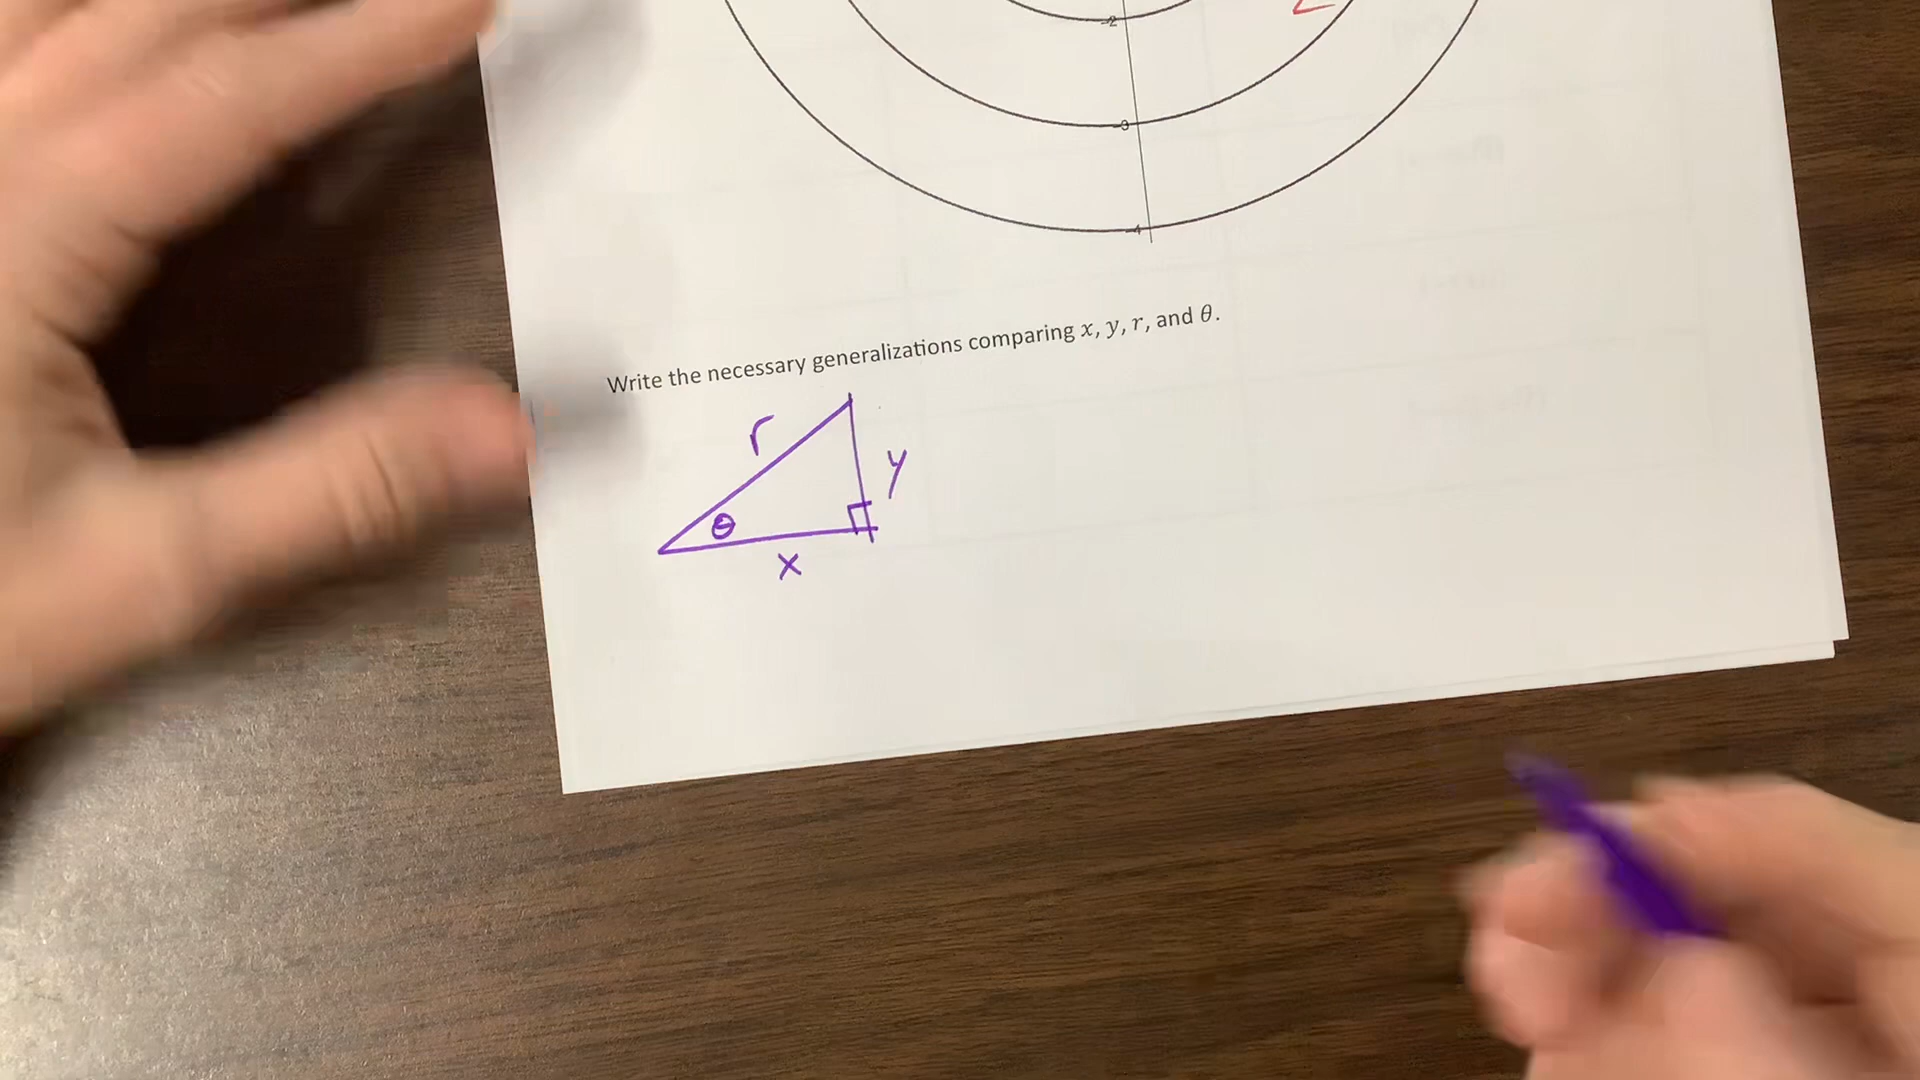 -2
-3
-4
Write the necessary generalizations comparing x, y, r, and θ.
r
y
θ
x